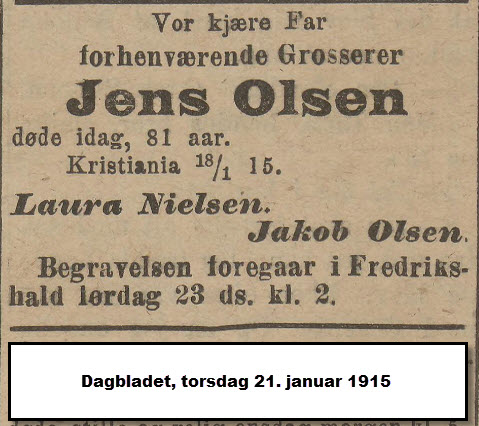 Vor kjære Far
forhenværende Grosserer
Jens Olsen
døde idag, 81 aar.
Kristiania 18/1 15.
Laura Nielsen.
Jakob Olsen.
Begravelsen foregaar i Fredriks-
hald lørdag 23 ds. kl. 2.
Dagbladet, torsdag 21. januar 1915